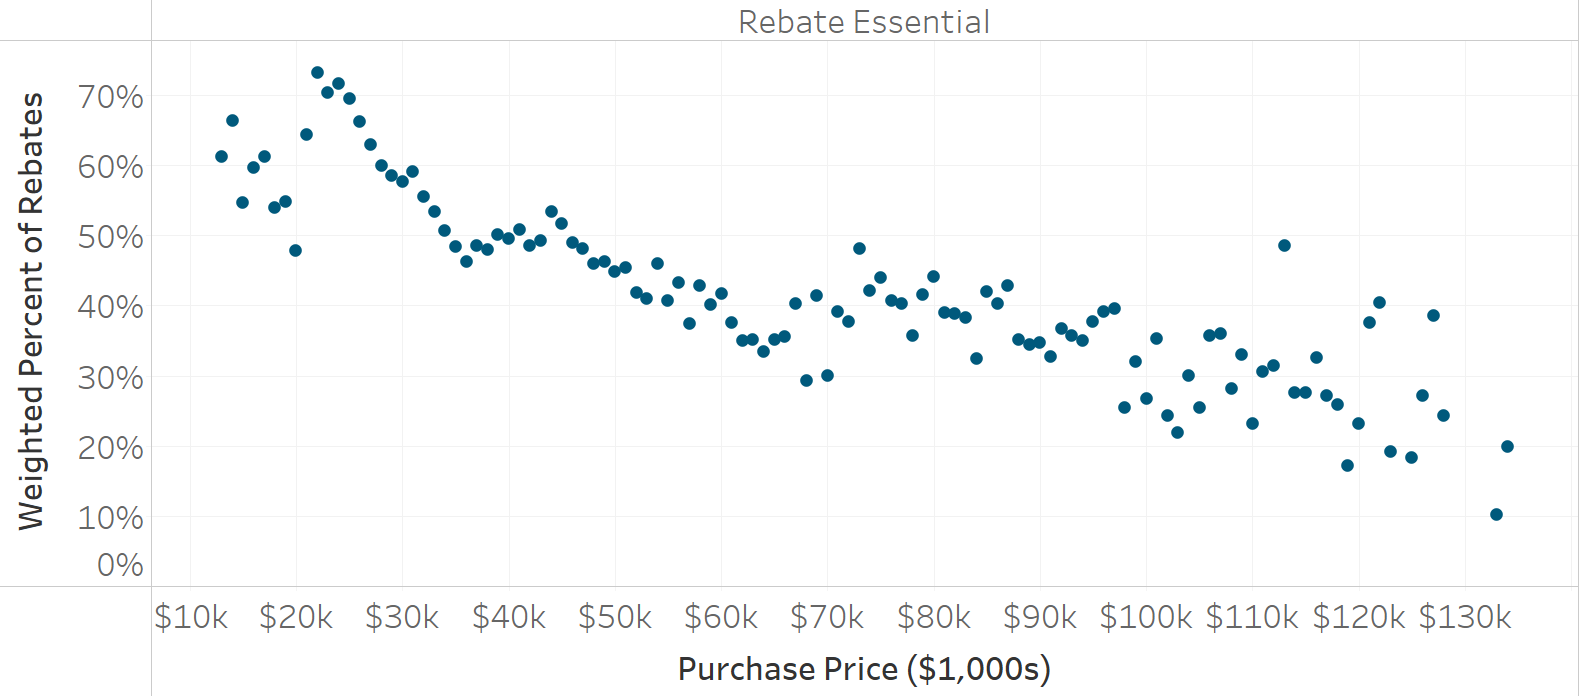 Rebate Essential
Weighted Percent of Rebates
70%
60%
50%
40%
30%
20%
10%
0%
$10k $20k $30k $40k $50k $60k $70k $80k $90k $100k $110k $120k $130k
Purchase Price ($1,000s)